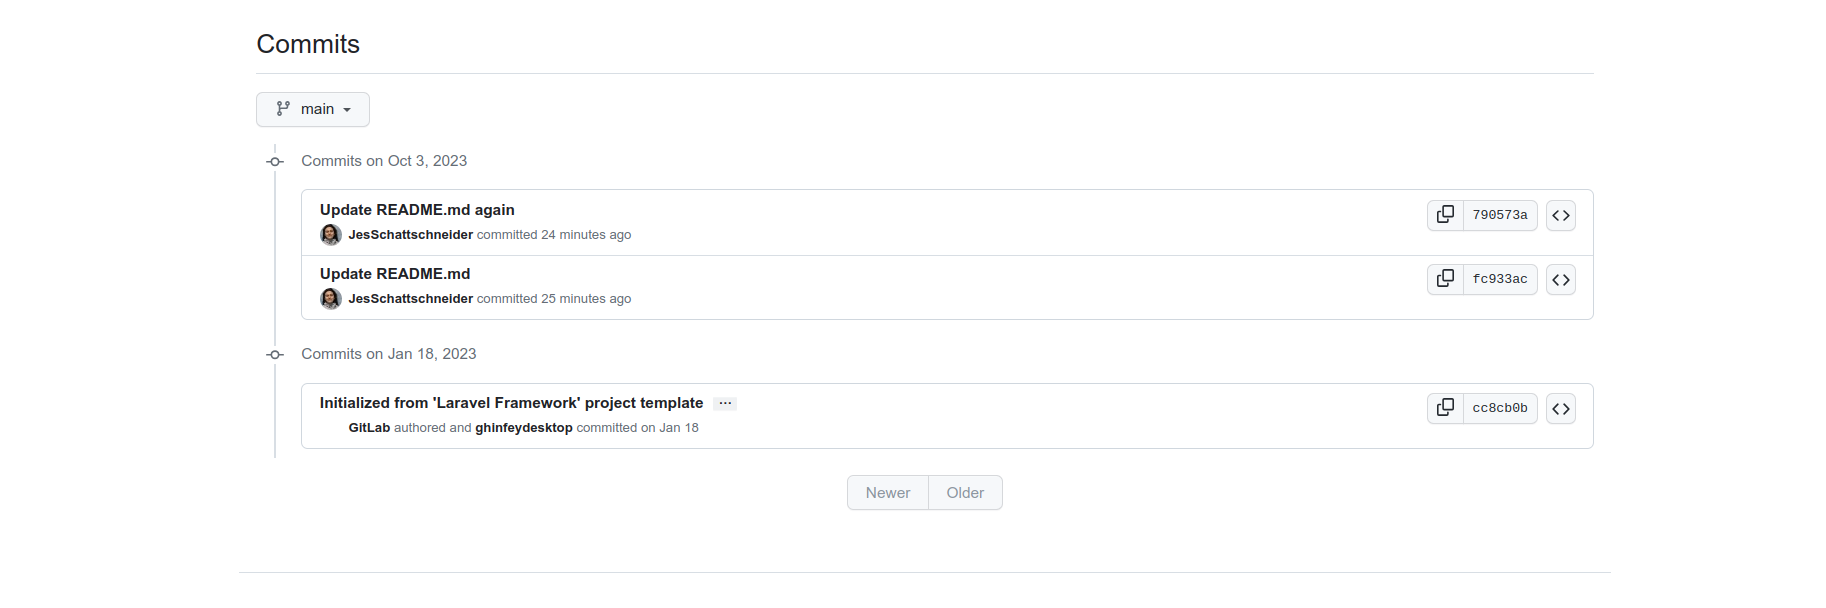 Commits
main
Commits on Oct 3, 2023
Update README.md again
790573a
JesSchattschneider committed 24 minutes ago
Update README.md
fc933ac
JesSchattschneider committed 25 minutes ago
Commits on Jan 18, 2023
Initialized from 'Laravel Framework' project template ...
cc8cb0b
GitLab authored and ghinfeydesktop committed on Jan 18
Newer Older